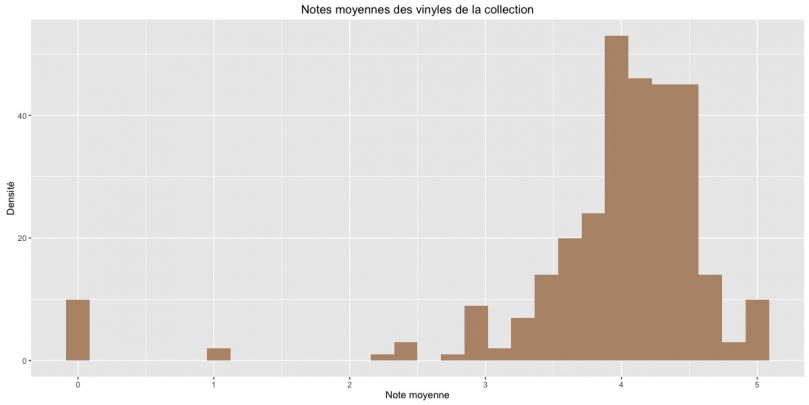 Notes moyennes des vinyles de la collection
Densité
40
20
0
0 1 2 3 4 5
Note moyenne